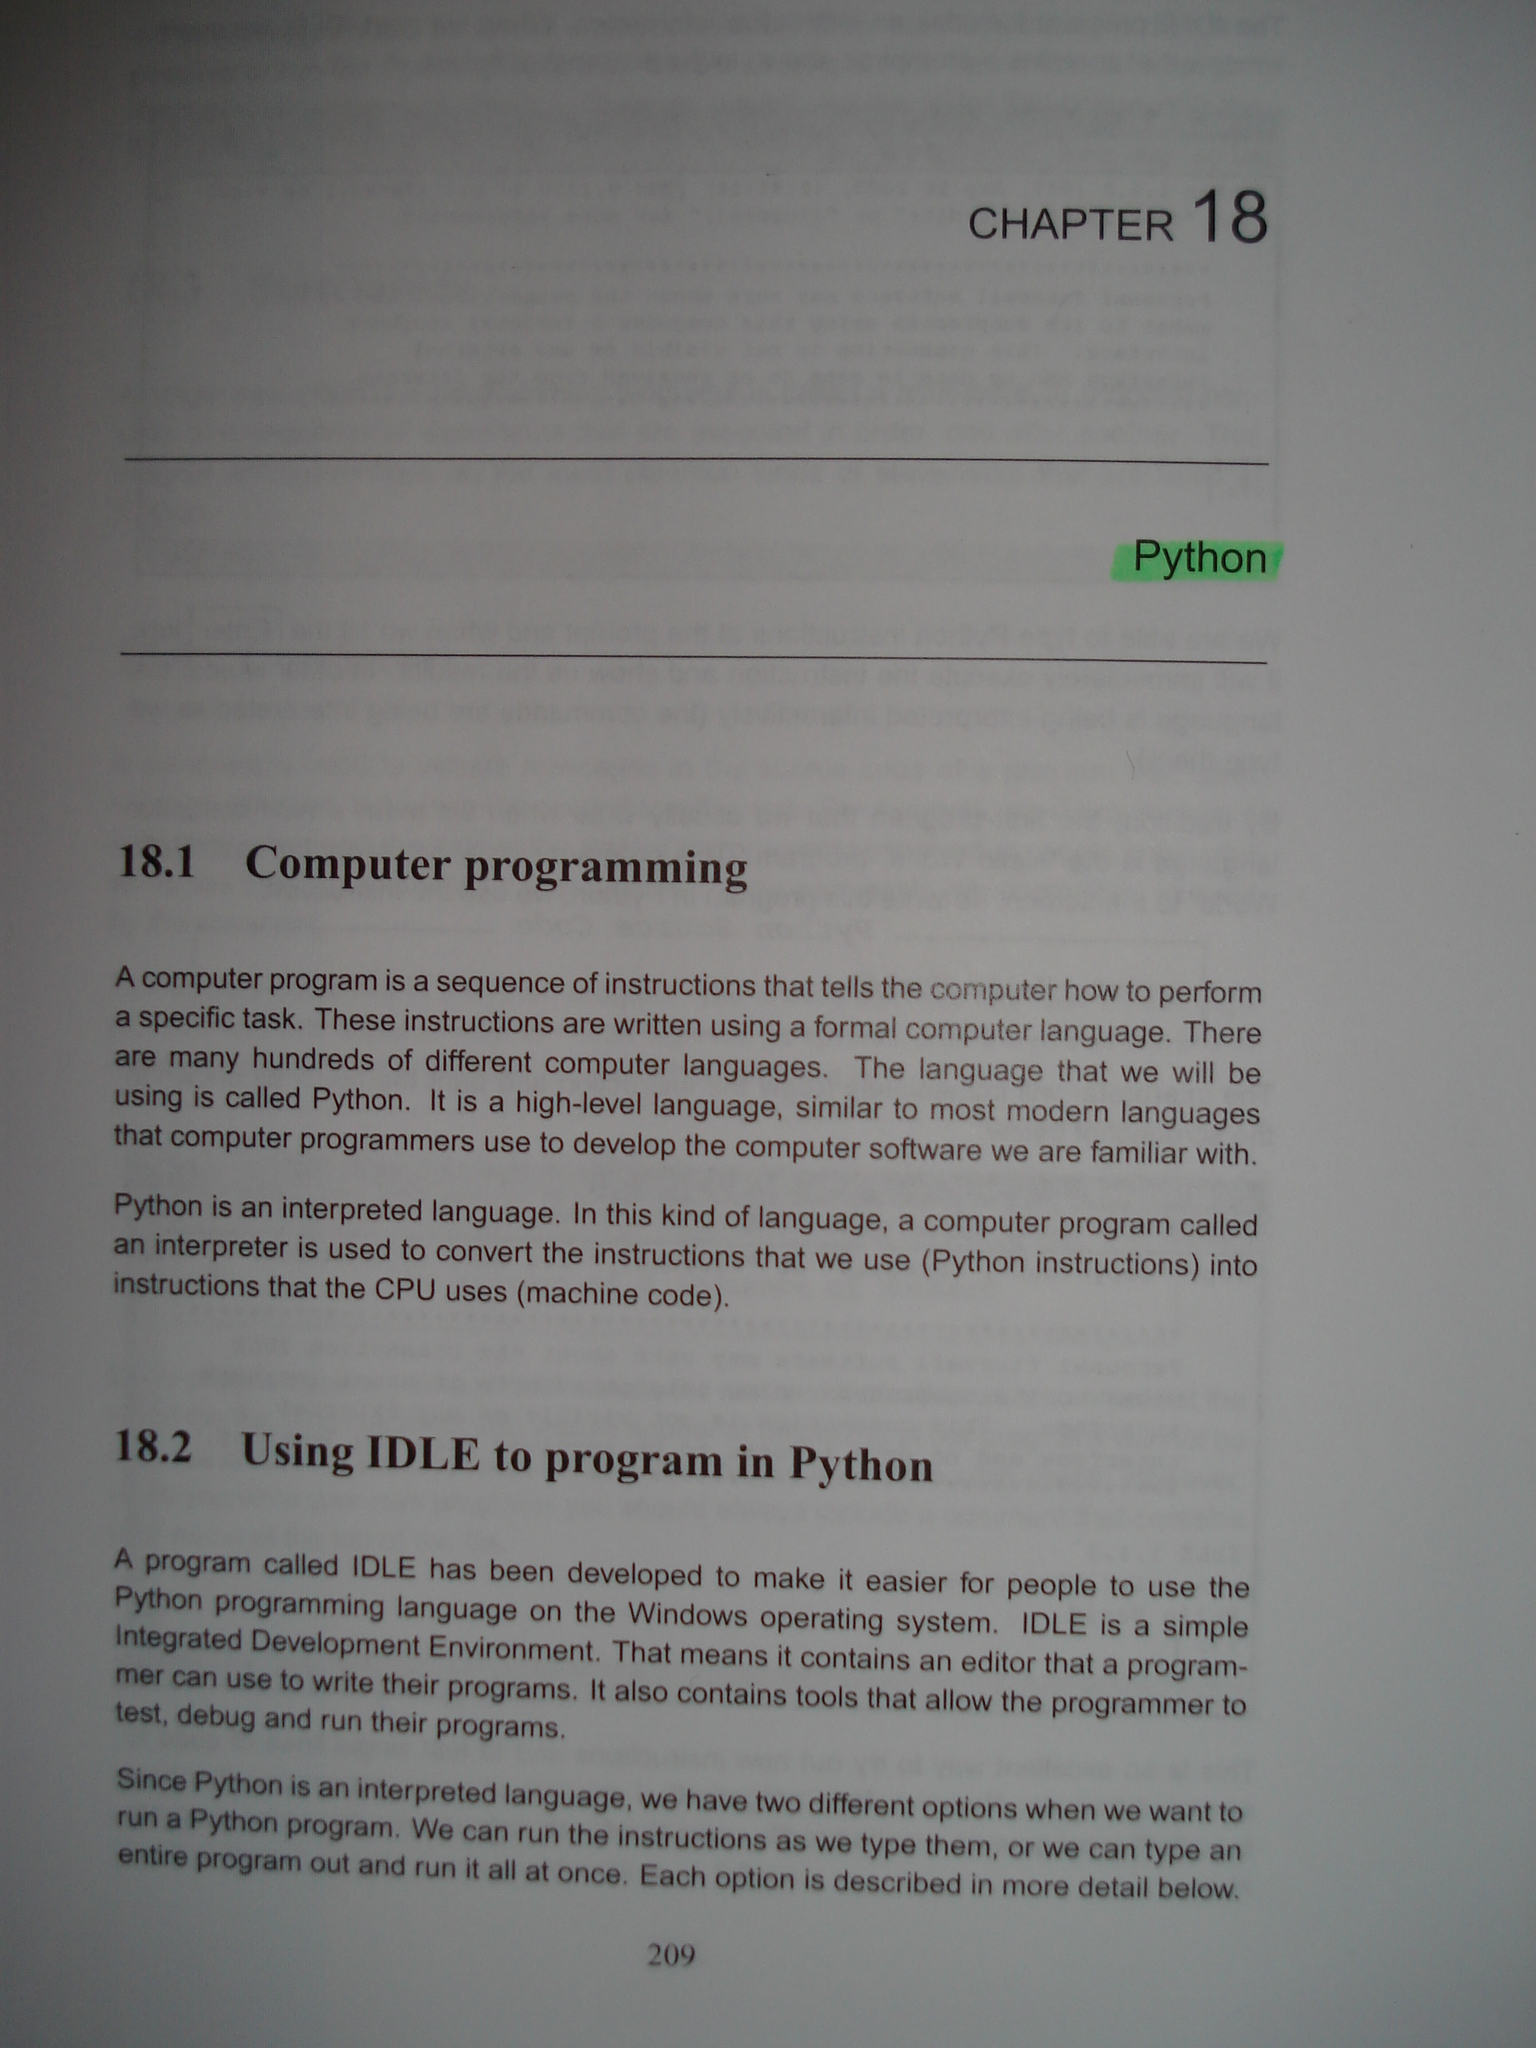 CHAPTER 18
Python
18.1 Computer programming
A computer program is a sequence of instructions that tells the computer how to perform
a specific task. These instructions are written using a formal computer language. There
are many hundreds of different computer languages. The language that we will be
using is called Python. It is a high-level language, similar to most modern languages
that computer programmers use to develop the computer software we are familiar with.
Python is an interpreted language. In this kind of language, a computer program called
an interpreter is used to convert the instructions that we use (Python instructions) into
instructions that the CPU uses (machine code).
18.2 Using IDLE to program in Python
A program called IDLE has been developed to make it easier for people to use the
Python programming language on the Windows operating system. IDLE is a simple
Integrated Development Environment. That means it contains an editor that a program-
mer can use to write their programs. It also contains tools that allow the programmer to
test, debug and run their programs.
Since Python is an interpreted language, we have two different options when we want to
run a Python program. We can run the instructions as we type them, or we can type an
entire program out and run it all at once. Each option is described in more detail below.
209